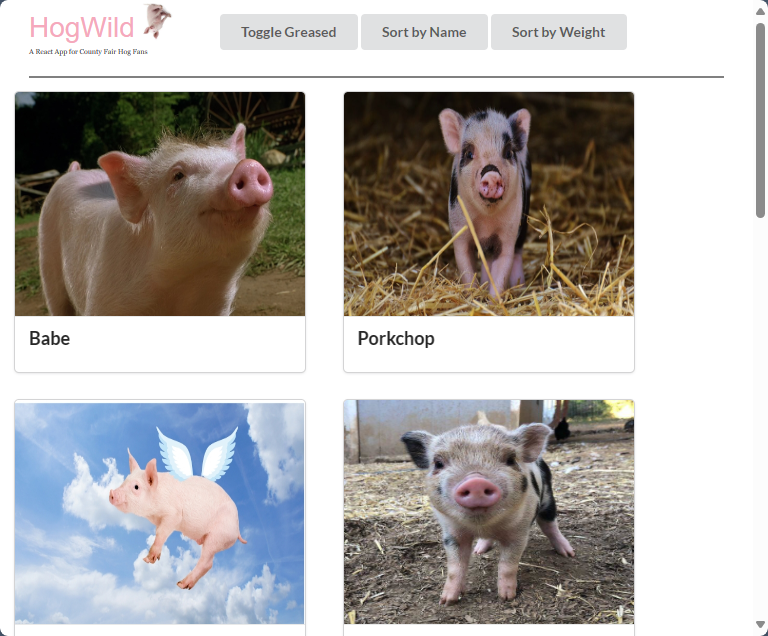 HogWild
A React App for County Fair Hog Fans
Toggle Greased
Sort by Name
Sort by Weight
Babe
Porkchop